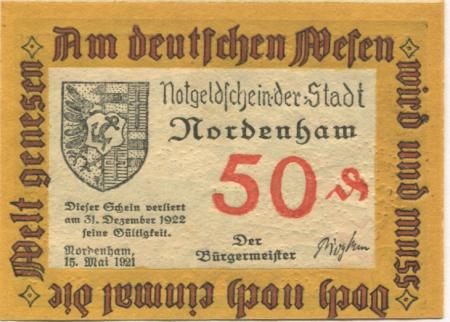 Am deutschen Wesen
wird und muss
doch noch einmal die
Welt genesen
Notgeldschein der Stadt
Nordenham
50 ₰
Dieser Schein verliert
am 31. Dezember 1922
seine Gültigkeit.
Nordenham,
15. Mai 1921
Der
Bürgermeister